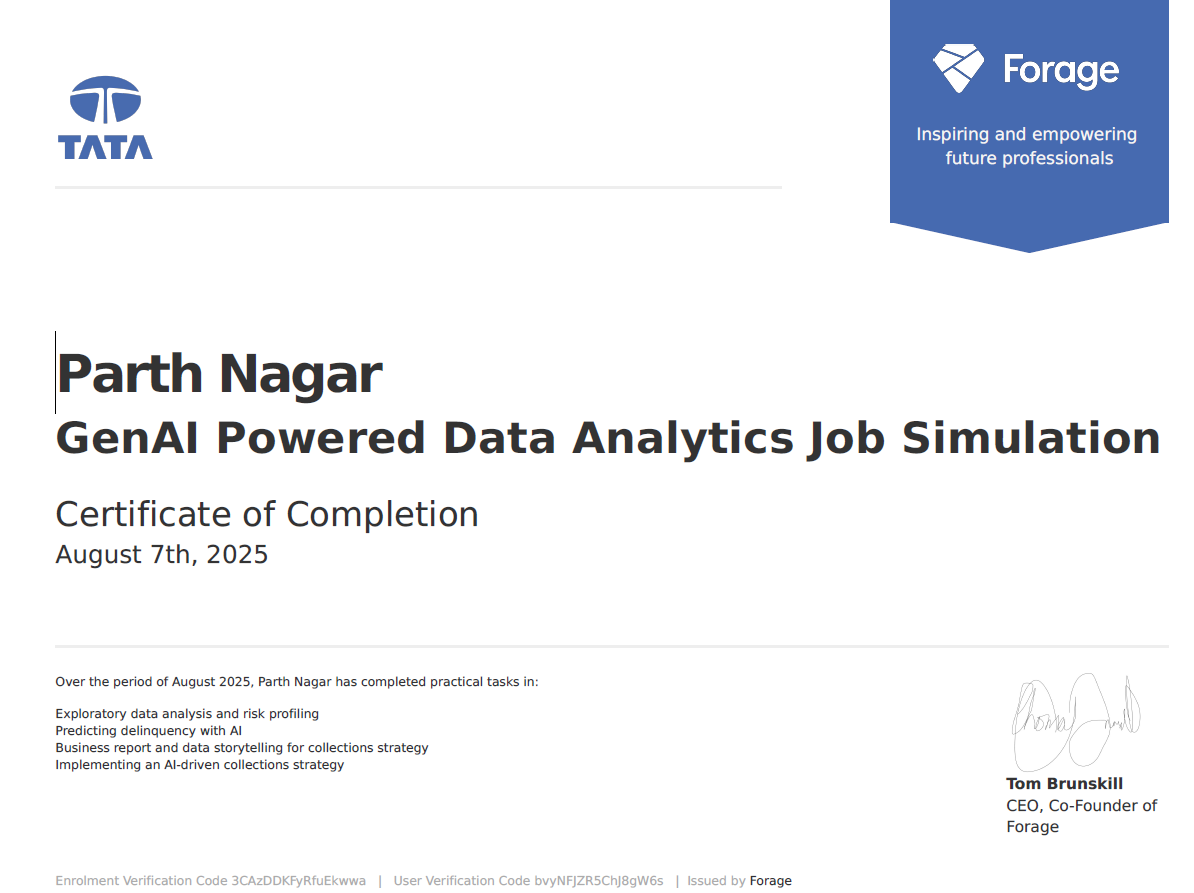 TATA
Forage
Inspiring and empowering
future professionals
Parth Nagar
GenAI Powered Data Analytics Job Simulation
Certificate of Completion
August 7th, 2025
Over the period of August 2025, Parth Nagar has completed practical tasks in:
Exploratory data analysis and risk profiling
Predicting delinquency with AI
Business report and data storytelling for collections strategy
Implementing an AI-driven collections strategy
Tom Brunskill
CEO, Co-Founder of
Forage
Enrolment Verification Code 3CAzDDKFyRfuEkwwa | User Verification Code bvyNFJZR5ChJ8gW6s | Issued by Forage